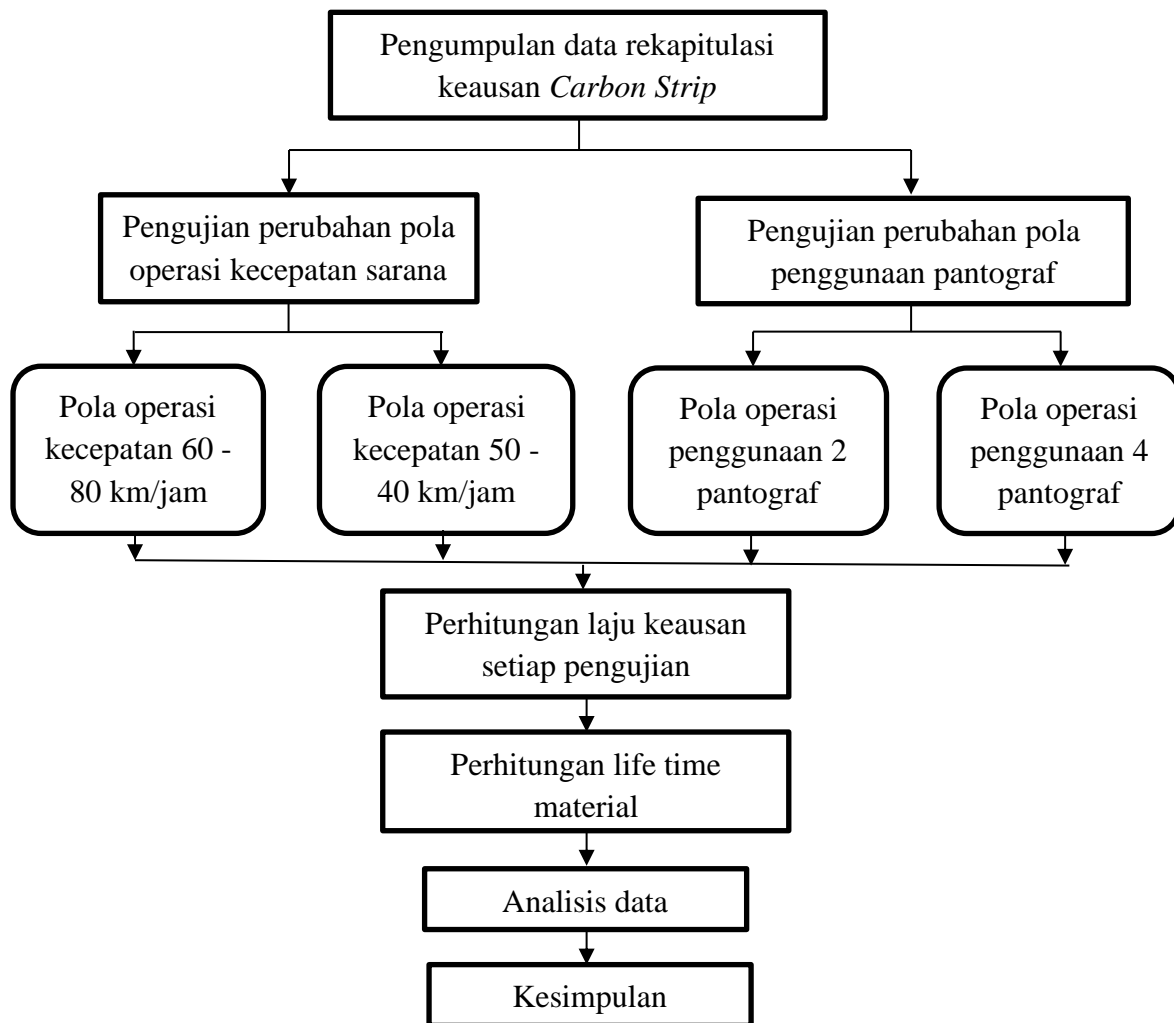 Pengumpulan data rekapitulasi
keausan Carbon Strip
Pengujian perubahan pola
operasi kecepatan sarana
Pengujian perubahan pola
penggunaan pantograf
Pola operasi
kecepatan 60 -
80 km/jam
Pola operasi
kecepatan 50 -
40 km/jam
Pola operasi
penggunaan 2
pantograf
Pola operasi
penggunaan 4
pantograf
Perhitungan laju keausan
setiap pengujian
Perhitungan life time
material
Analisis data
Kesimpulan